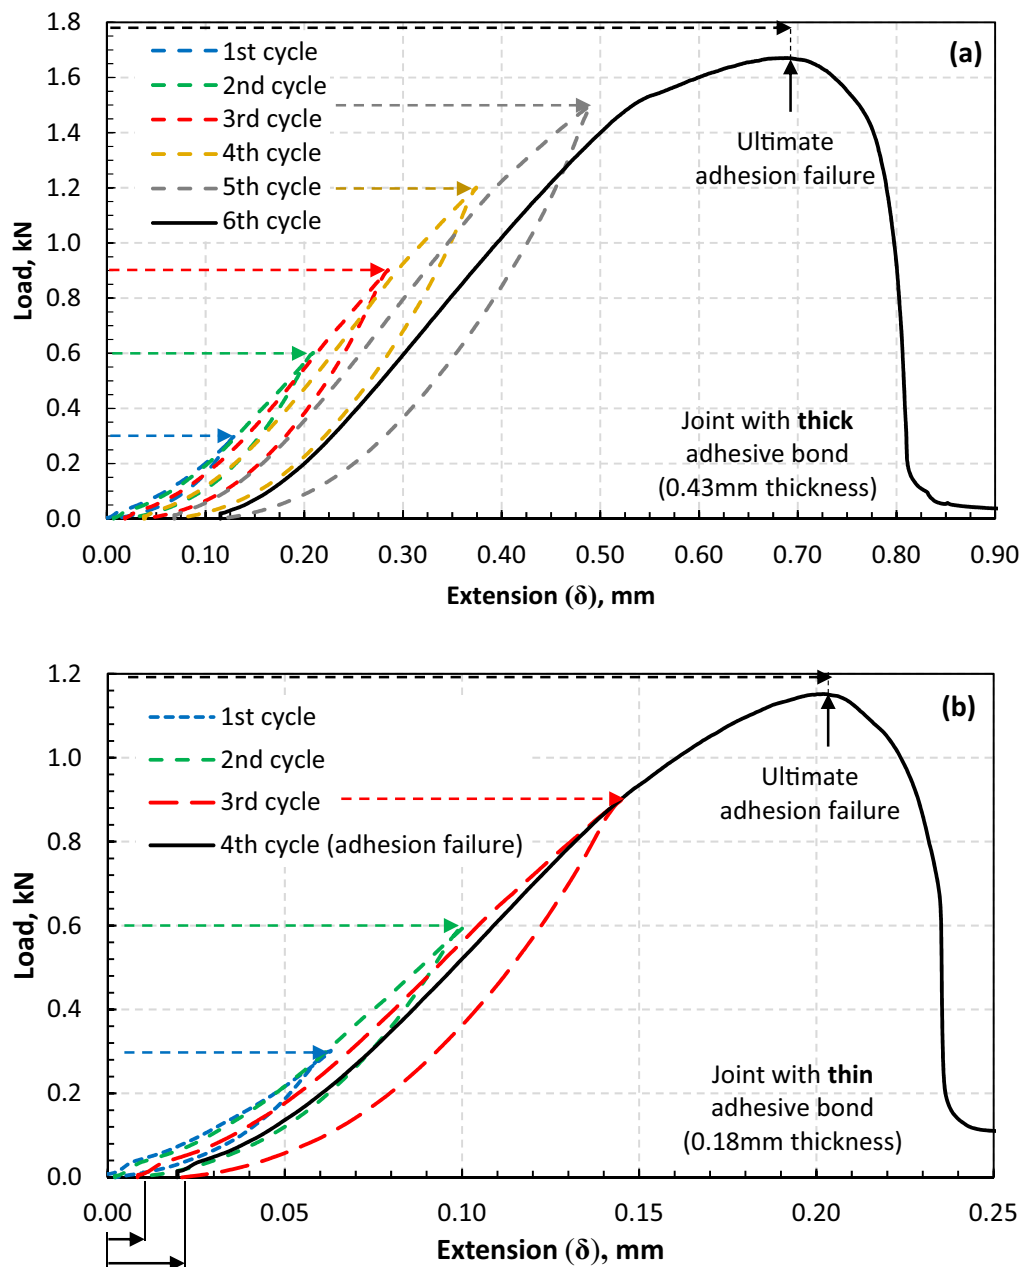 1.8
1.6
1.4
1.2
1.0
0.8
0.6
0.4
0.2
0.0
Load, kN
1st cycle
2nd cycle
3rd cycle
4th cycle
5th cycle
6th cycle
(a)
Ultimate
adhesion failure
Joint with thick
adhesive bond
(0.43mm thickness)
0.00 0.10 0.20 0.30 0.40 0.50 0.60 0.70 0.80 0.90
Extension (δ), mm
1.2
1.0
0.8
0.6
0.4
0.2
0.0
Load, kN
1st cycle
2nd cycle
3rd cycle
4th cycle (adhesion failure)
(b)
Ultimate
adhesion failure
Joint with thin
adhesive bond
(0.18mm thickness)
0.00 0.05 0.10 0.15 0.20 0.25
Extension (δ), mm